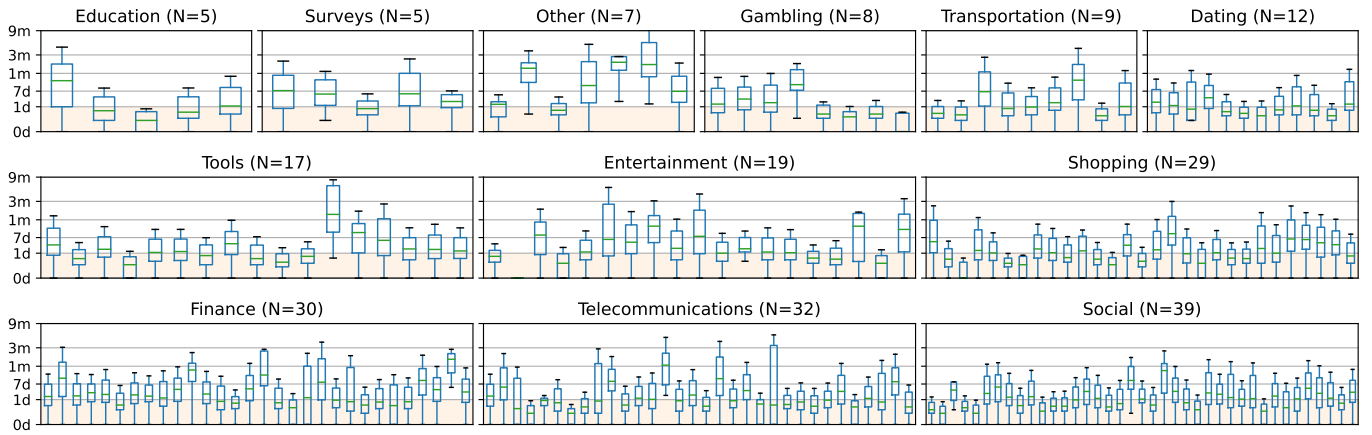 Education (N=5) Surveys (N=5) Other (N=7) Gambling (N=8) Transportation (N=9) Dating (N=12)
9m
3m
1m
7d
1d
0d
Tools (N=17) Entertainment (N=19) Shopping (N=29)
9m
3m
1m
7d
1d
0d
Finance (N=30) Telecommunications (N=32) Social (N=39)
9m
3m
1m
7d
1d
0d